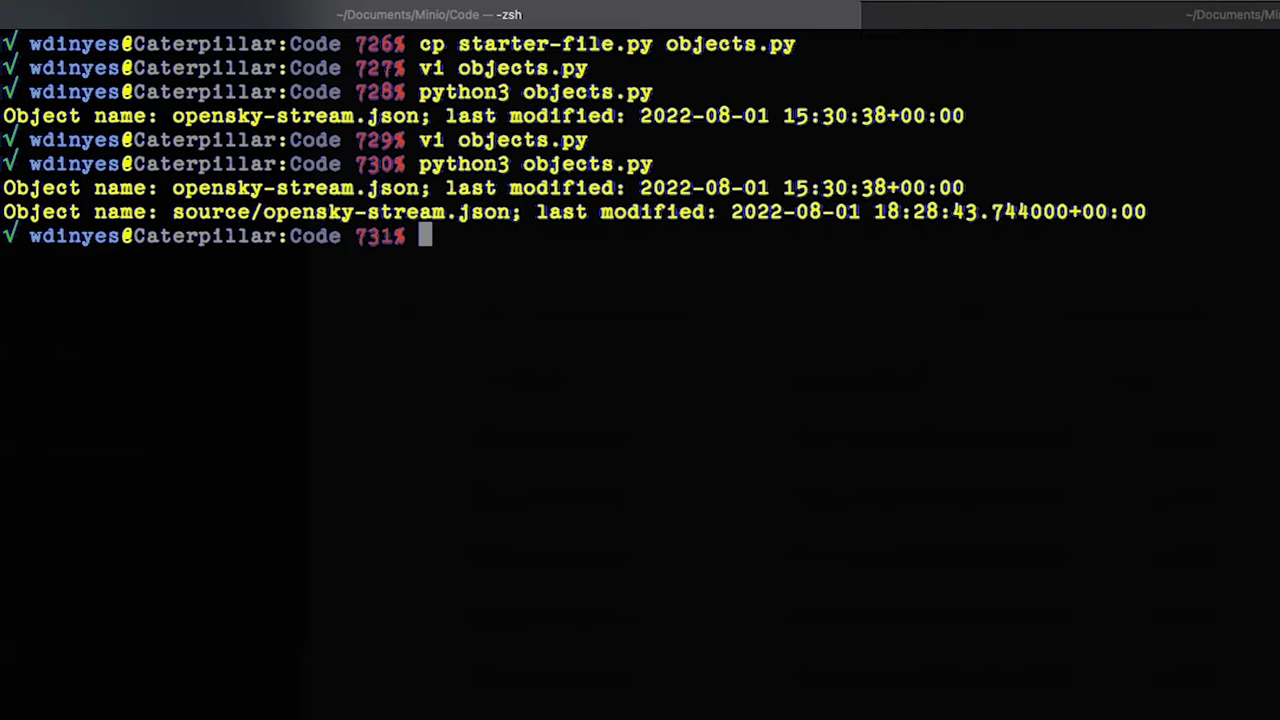 ~/Documents/Minio/Code — -zsh
~/Documents/Mi
√ wdinyes@Caterpillar:Code 726% cp starter-file.py objects.py
√ wdinyes@Caterpillar:Code 727% vi objects.py
√ wdinyes@Caterpillar:Code 728% python3 objects.py
Object name: opensky-stream.json; last modified: 2022-08-01 15:30:38+00:00
√ wdinyes@Caterpillar:Code 729% vi objects.py
√ wdinyes@Caterpillar:Code 730% python3 objects.py
Object name: opensky-stream.json; last modified: 2022-08-01 15:30:38+00:00
Object name: source/opensky-stream.json; last modified: 2022-08-01 18:28:43.744000+00:00
√ wdinyes@Caterpillar:Code 731%